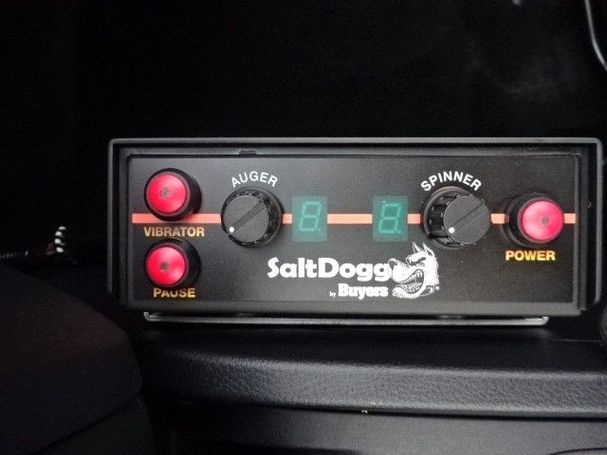 AUGER
SPINNER
VIBRATOR
POWER
PAUSE
SaltDogg
by Buyers